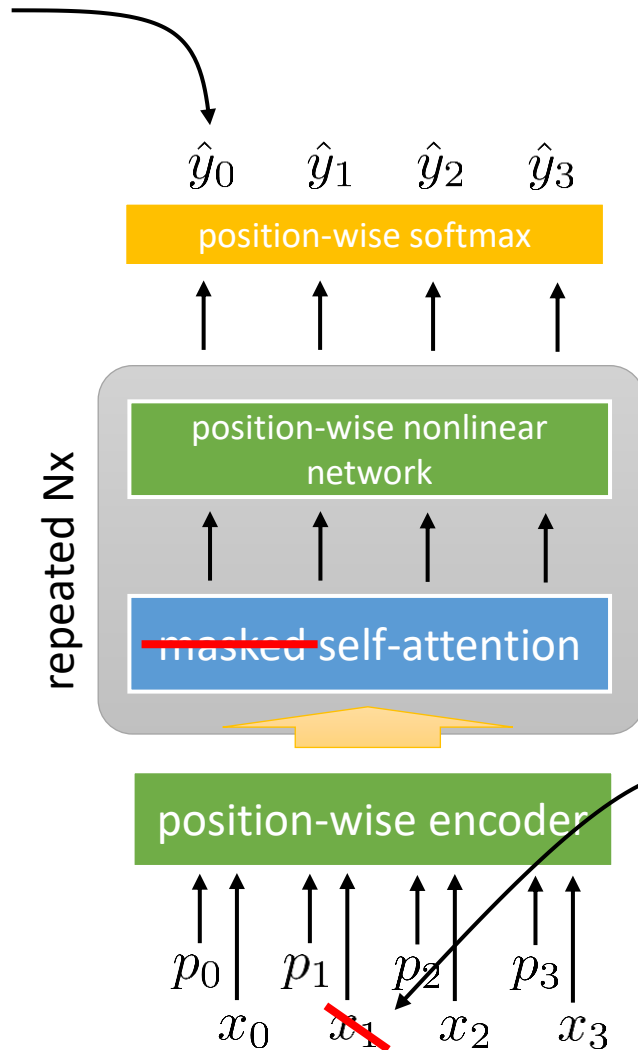 ŷ₀ ŷ₁ ŷ₂ ŷ₃
position-wise softmax
position-wise nonlinear
network
repeated Nx
masked self-attention
position-wise encoder
p₀ p₁ p₂ p₃
x₀ x₁ x₂ x₃